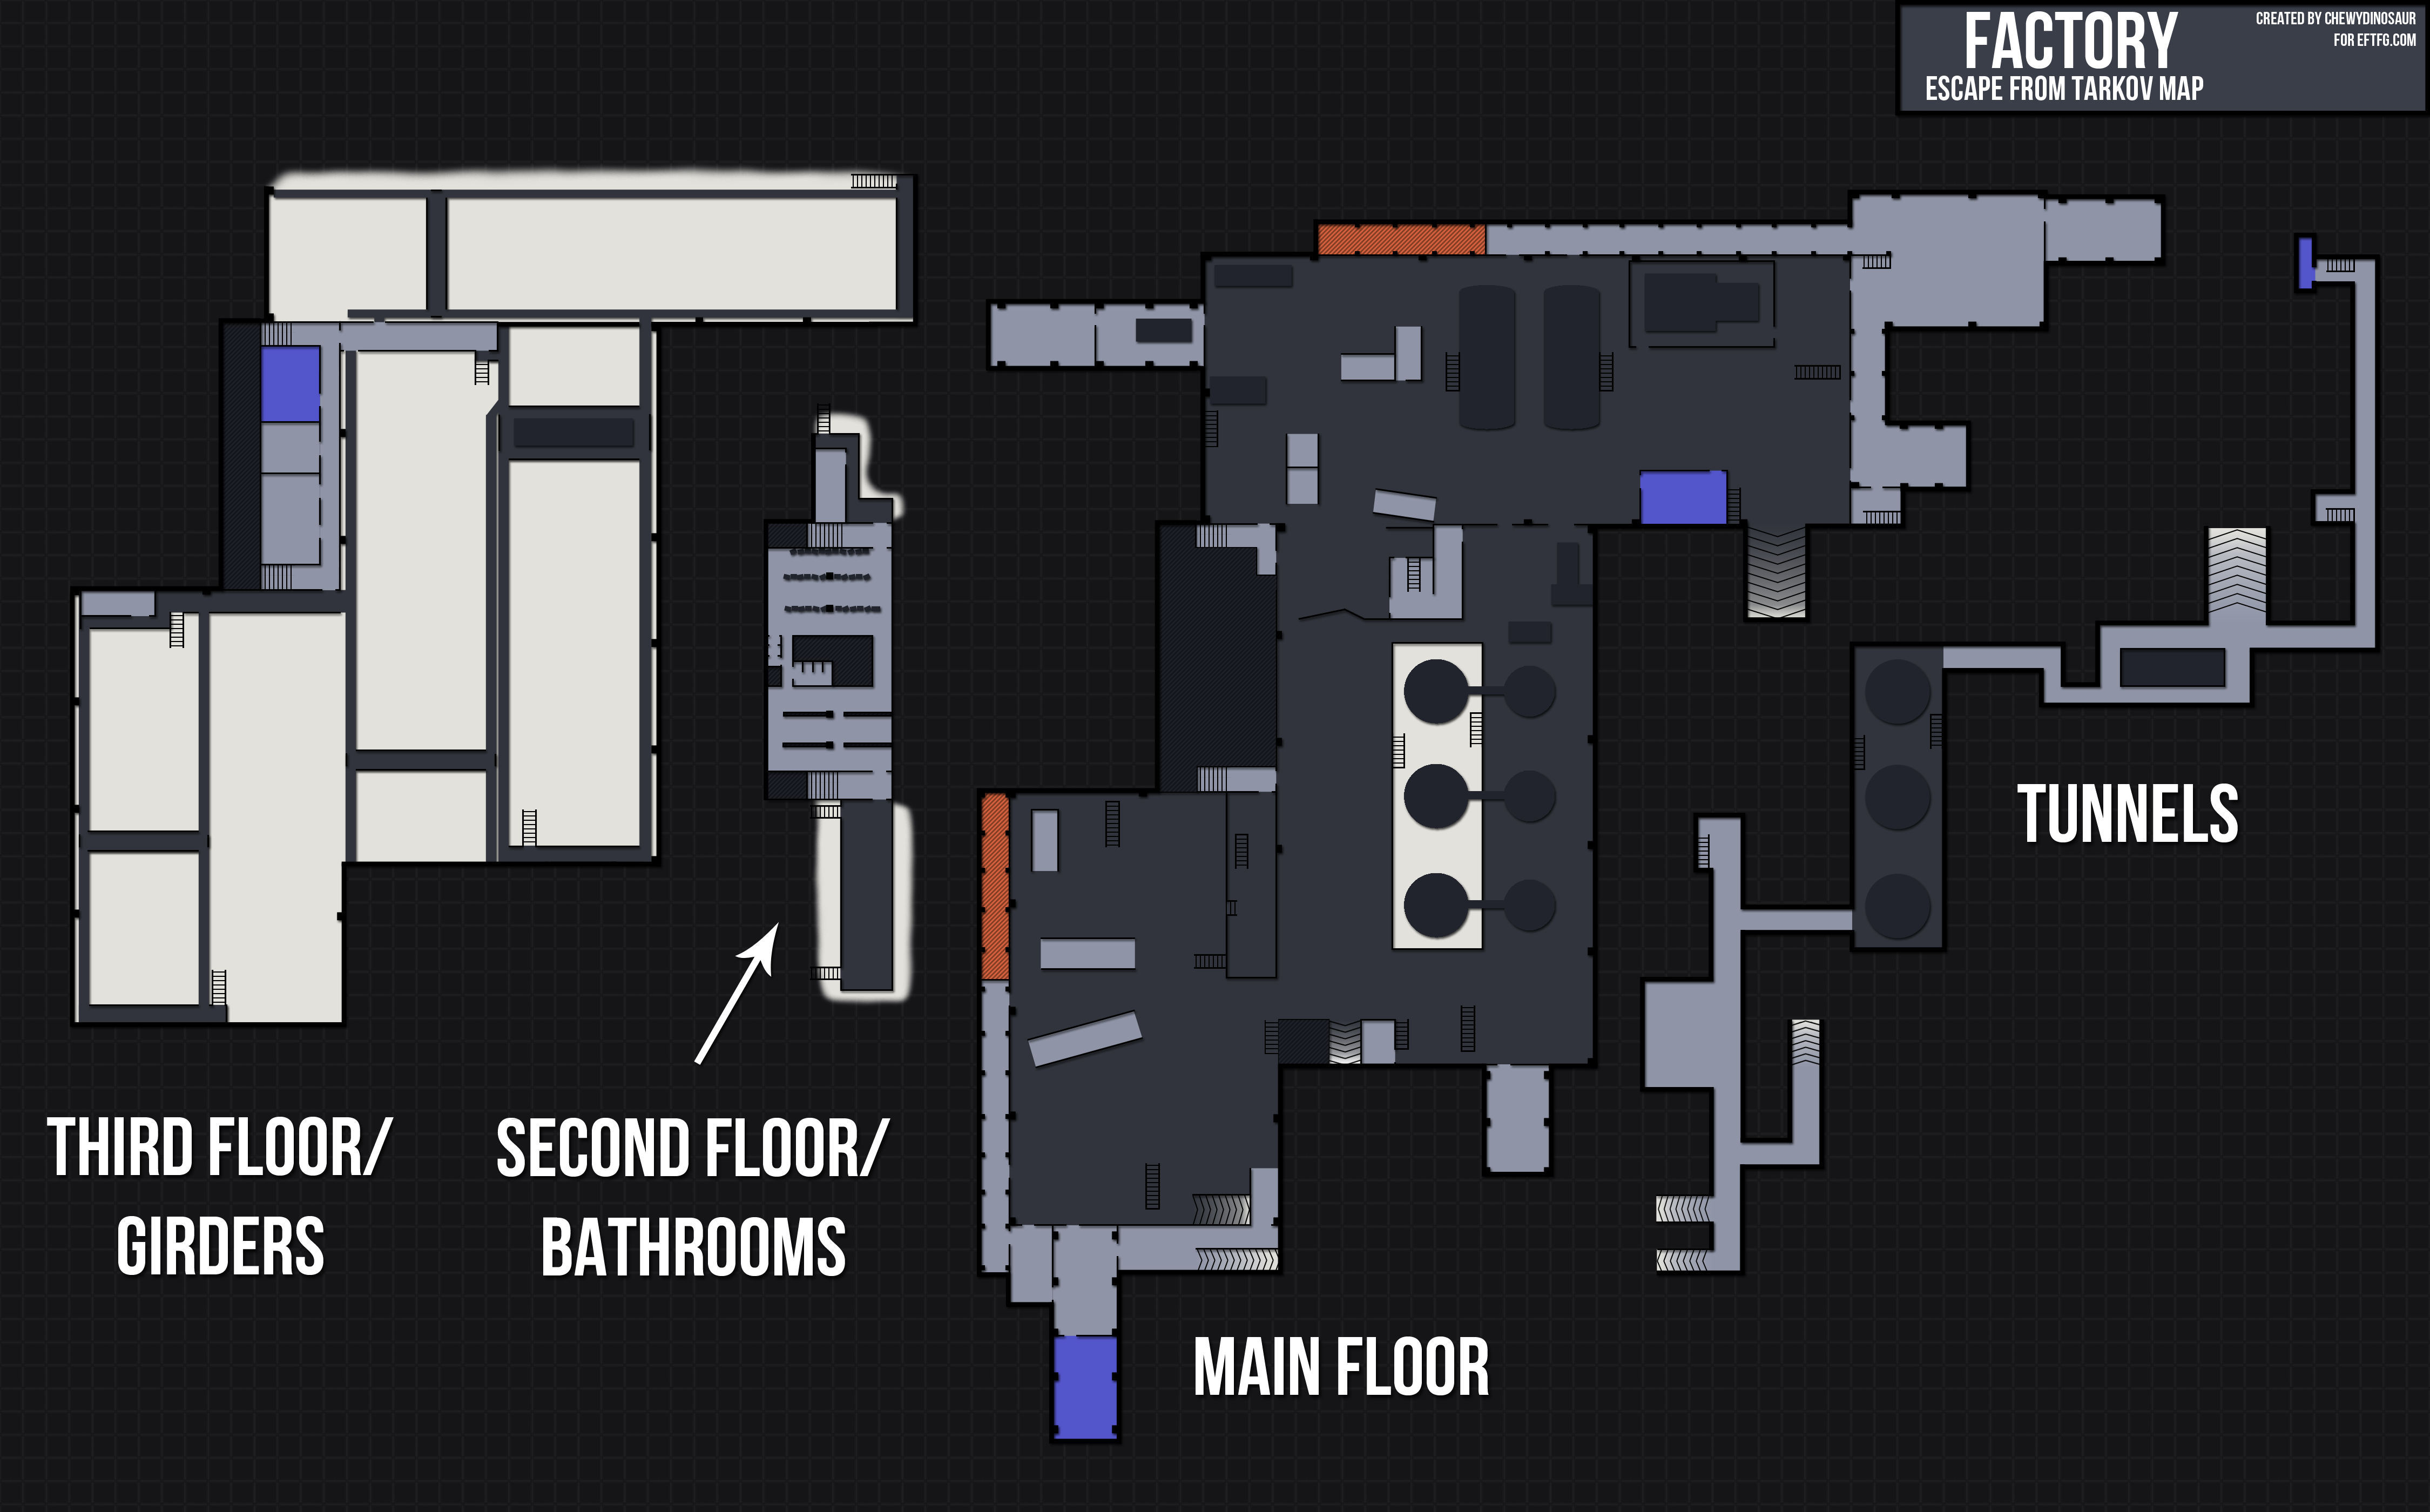 FACTORY
ESCAPE FROM TARKOV MAP
CREATED BY CHEWYDINOSAUR
FOR EFTFG.COM
TUNNELS
THIRD FLOOR/
GIRDERS
SECOND FLOOR/
BATHROOMS
MAIN FLOOR